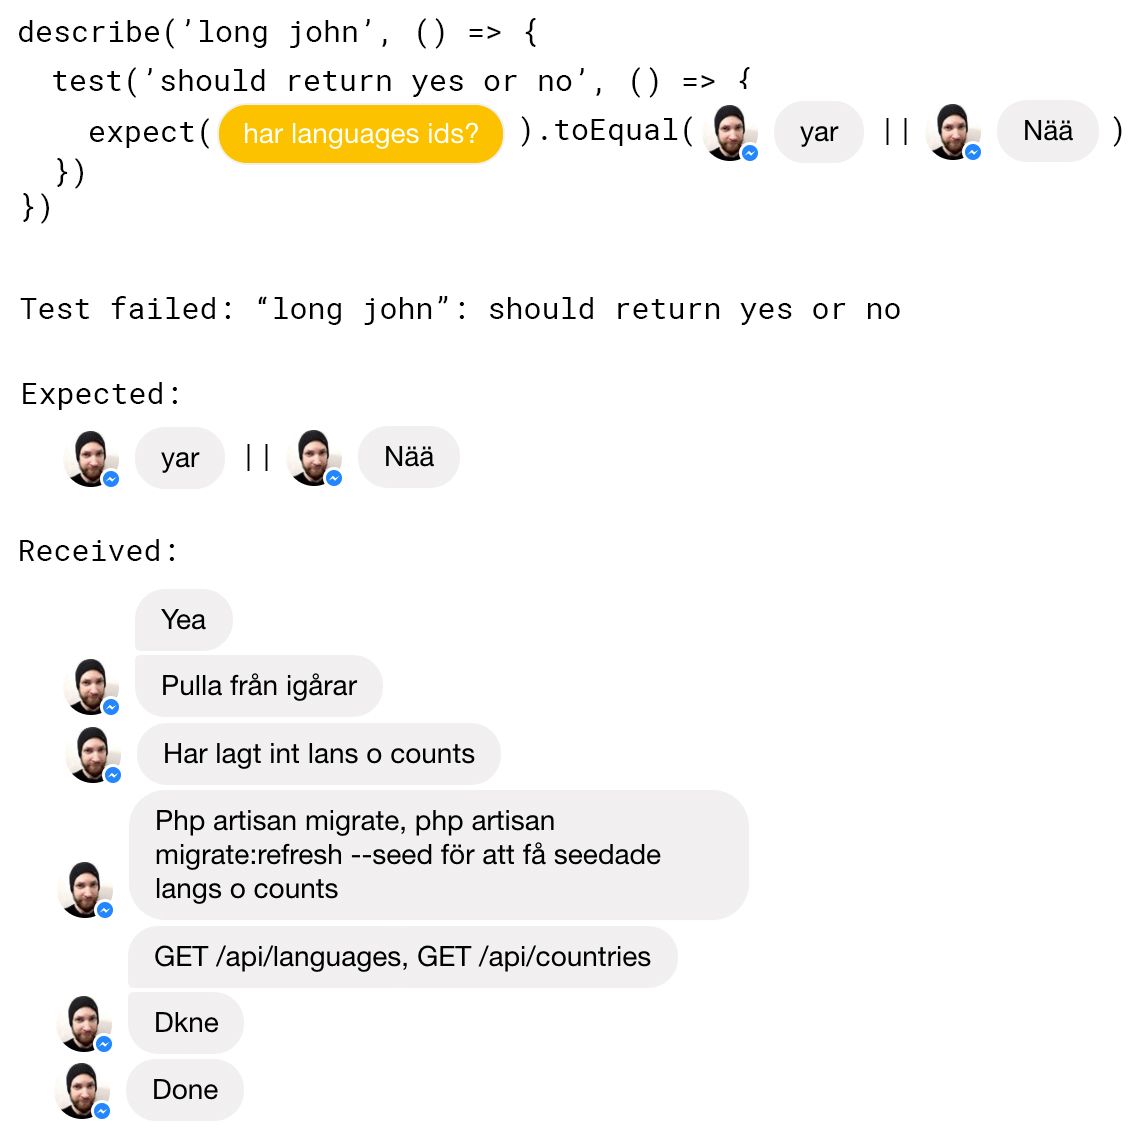 describe(’long john’, () => {
test(’should return yes or no’, () => {
expect( har languages ids? ).toEqual( yar || Nää )
})
})
Test failed: “long john”: should return yes or no
Expected:
yar || Nää
Received:
Yea
Pulla från igårar
Har lagt int lans o counts
Php artisan migrate, php artisan
migrate:refresh --seed för att få seedade
langs o counts
GET /api/languages, GET /api/countries
Dkne
Done